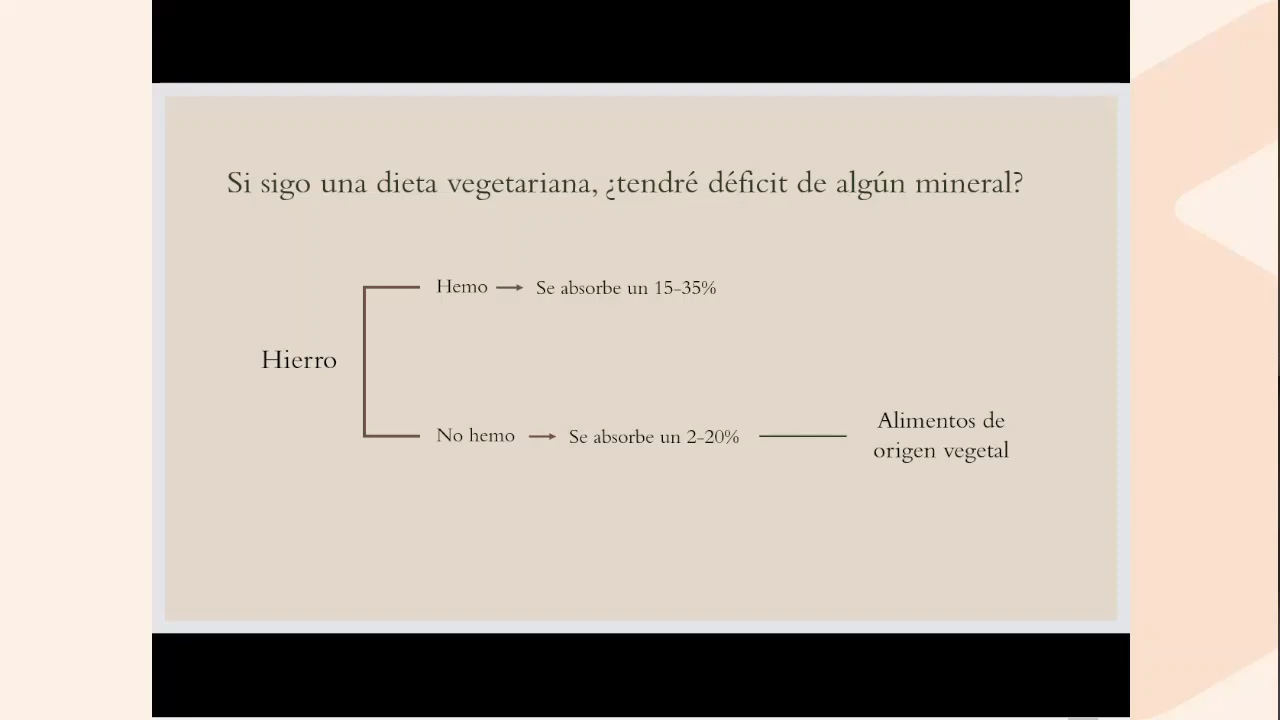 Si sigo una dieta vegetariana, ¿tendré déficit de algún mineral?
Hemo
Se absorbe un 15-35%
Hierro
No hemo
Se absorbe un 2-20%
Alimentos de
origen vegetal